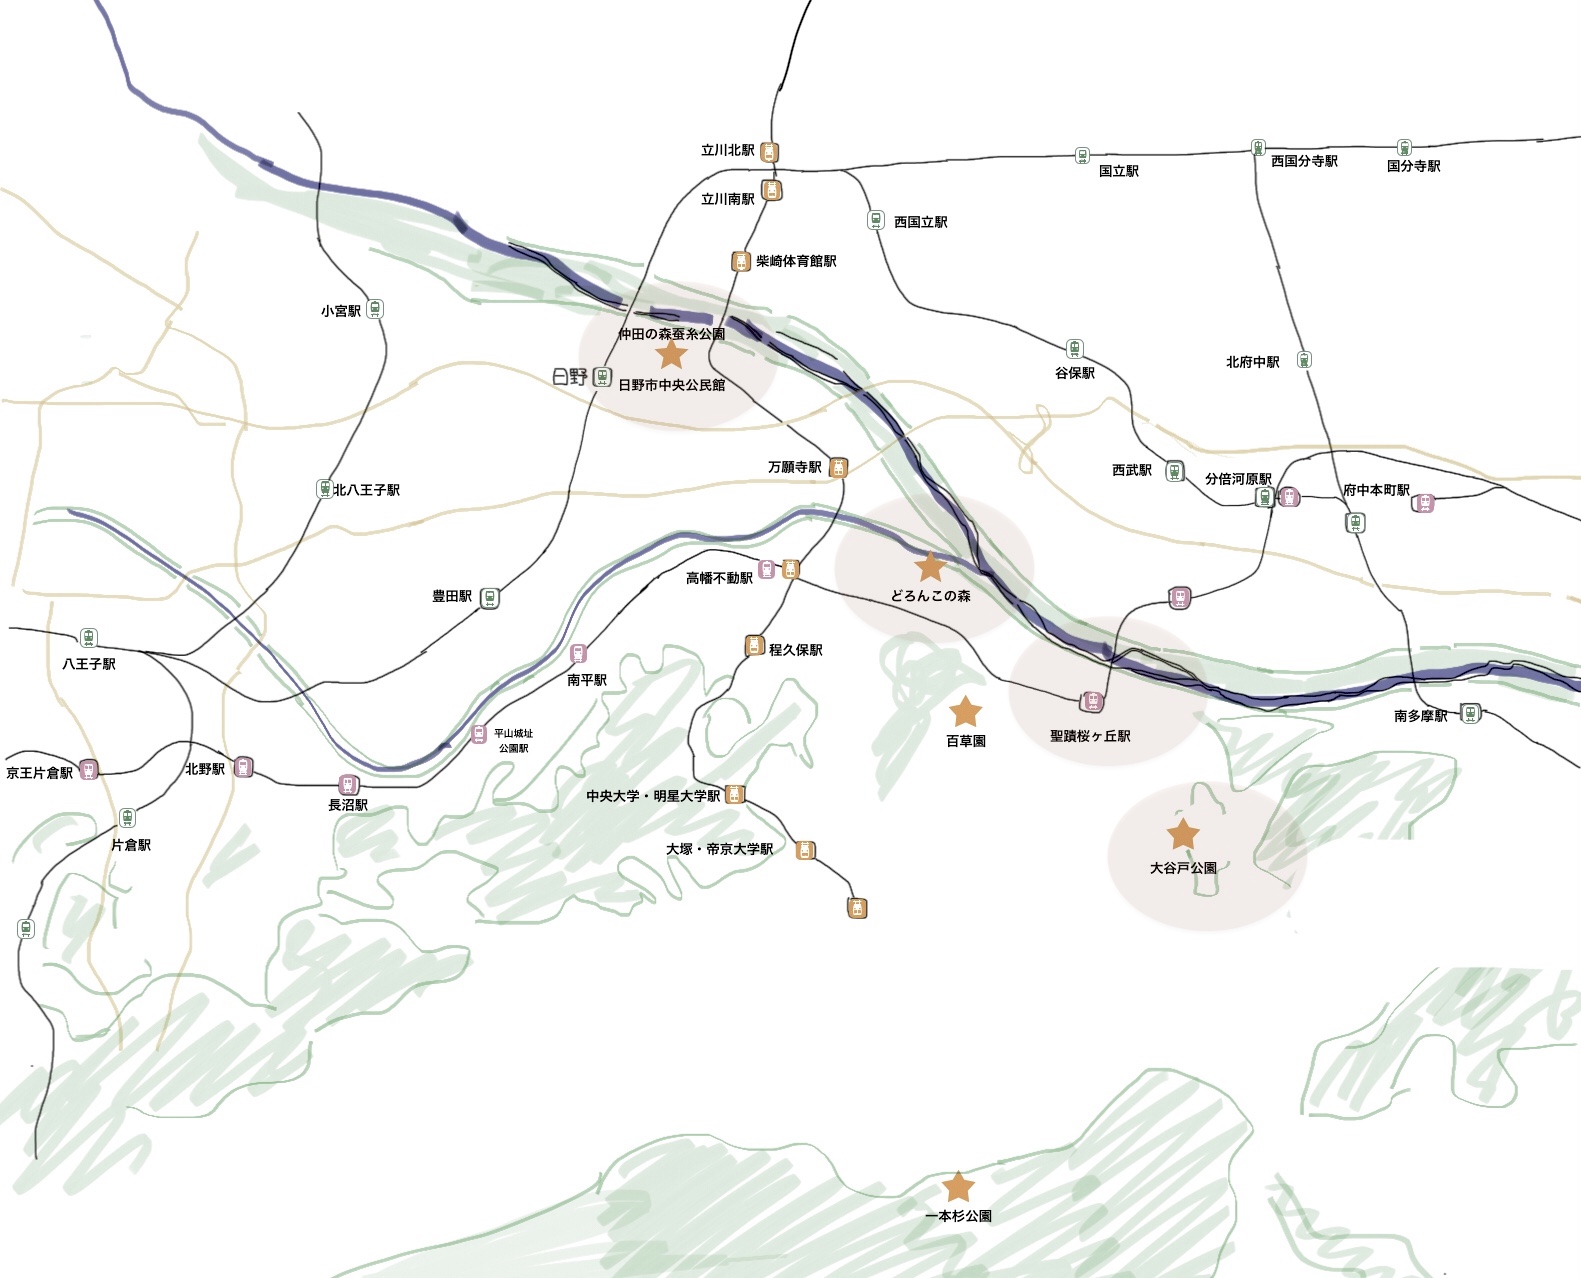 立川北駅
西国分寺駅
国分寺駅
国立駅
立川南駅
西国立駅
柴崎体育館駅
小宮駅
仲田の森蚕糸公園
北府中駅
谷保駅
日野
日野市中央公民館
万願寺駅
西武駅
分倍河原駅
北八王子駅
府中本町駅
高幡不動駅
豊田駅
どろんこの森
程久保駅
八王子駅
南平駅
南多摩駅
平山城址
公園駅
聖蹟桜ヶ丘駅
百草園
京王片倉駅
北野駅
中央大学・明星大学駅
長沼駅
片倉駅
大塚・帝京大学駅
大谷戸公園
一本杉公園